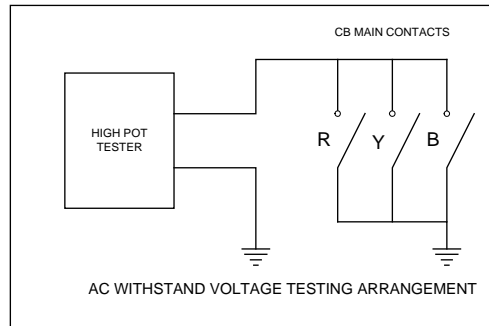 CB MAIN CONTACTS
HIGH POT
TESTER
R Y B
AC WITHSTAND VOLTAGE TESTING ARRANGEMENT